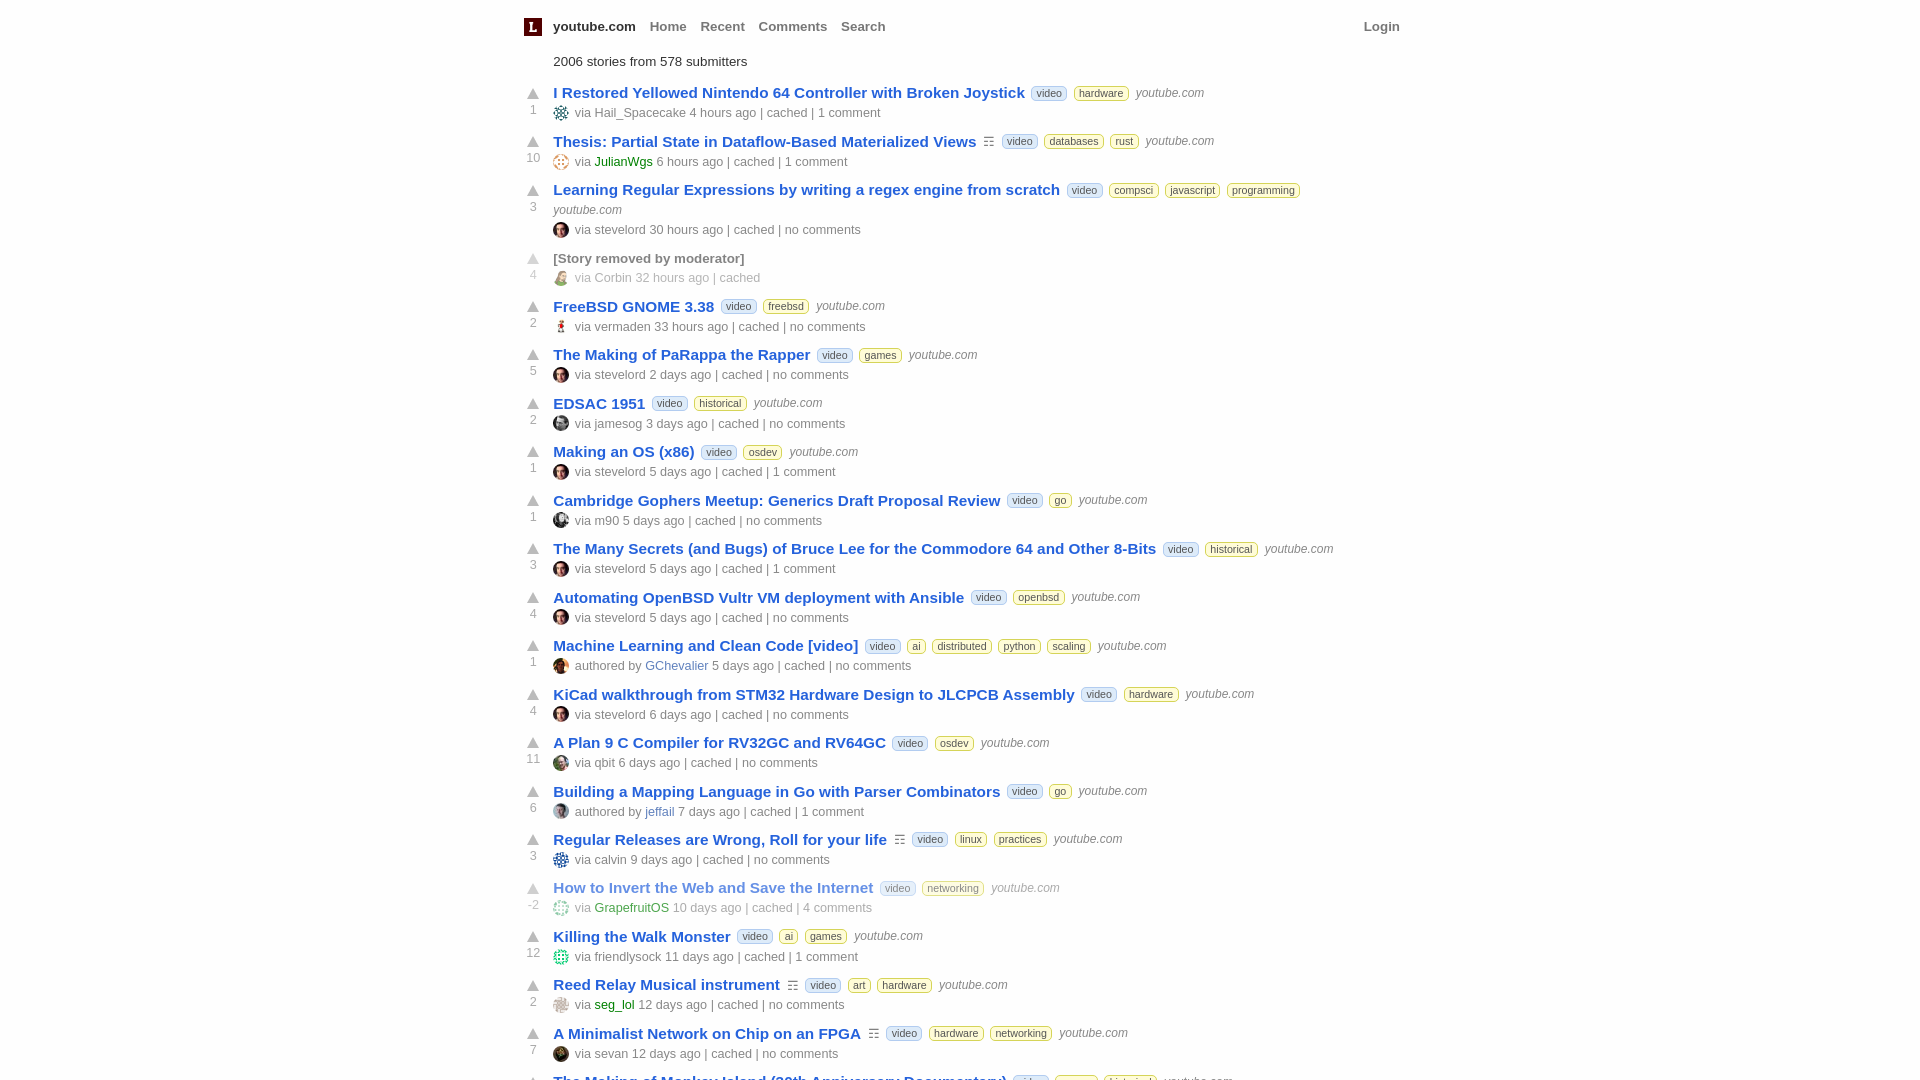 L youtube.com Home Recent Comments Search Login
2006 stories from 578 submitters
I Restored Yellowed Nintendo 64 Controller with Broken Joystick video hardware youtube.com
1 via Hail_Spacecake 4 hours ago | cached | 1 comment
Thesis: Partial State in Dataflow-Based Materialized Views ☶ video databases rust youtube.com
10 via JulianWgs 6 hours ago | cached | 1 comment
Learning Regular Expressions by writing a regex engine from scratch video compsci javascript programming
3 youtube.com
via stevelord 30 hours ago | cached | no comments
[Story removed by moderator]
4 via Corbin 32 hours ago | cached
FreeBSD GNOME 3.38 video freebsd youtube.com
2 via vermaden 33 hours ago | cached | no comments
The Making of PaRappa the Rapper video games youtube.com
5 via stevelord 2 days ago | cached | no comments
EDSAC 1951 video historical youtube.com
2 via jamesog 3 days ago | cached | no comments
Making an OS (x86) video osdev youtube.com
1 via stevelord 5 days ago | cached | 1 comment
Cambridge Gophers Meetup: Generics Draft Proposal Review video go youtube.com
1 via m90 5 days ago | cached | no comments
The Many Secrets (and Bugs) of Bruce Lee for the Commodore 64 and Other 8-Bits video historical youtube.com
3 via stevelord 5 days ago | cached | 1 comment
Automating OpenBSD Vultr VM deployment with Ansible video openbsd youtube.com
4 via stevelord 5 days ago | cached | no comments
Machine Learning and Clean Code [video] video ai distributed python scaling youtube.com
1 authored by GChevalier 5 days ago | cached | no comments
KiCad walkthrough from STM32 Hardware Design to JLCPCB Assembly video hardware youtube.com
4 via stevelord 6 days ago | cached | no comments
A Plan 9 C Compiler for RV32GC and RV64GC video osdev youtube.com
11 via qbit 6 days ago | cached | no comments
Building a Mapping Language in Go with Parser Combinators video go youtube.com
6 authored by jeffail 7 days ago | cached | 1 comment
Regular Releases are Wrong, Roll for your life ☶ video linux practices youtube.com
3 via calvin 9 days ago | cached | no comments
How to Invert the Web and Save the Internet video networking youtube.com
-2 via GrapefruitOS 10 days ago | cached | 4 comments
Killing the Walk Monster video ai games youtube.com
12 via friendlysock 11 days ago | cached | 1 comment
Reed Relay Musical instrument ☶ video art hardware youtube.com
2 via seg_lol 12 days ago | cached | no comments
A Minimalist Network on Chip on an FPGA ☶ video hardware networking youtube.com
7 via sevan 12 days ago | cached | no comments
The Making of Monkey Island (30th Anniversary Documentary) video historical youtube.com